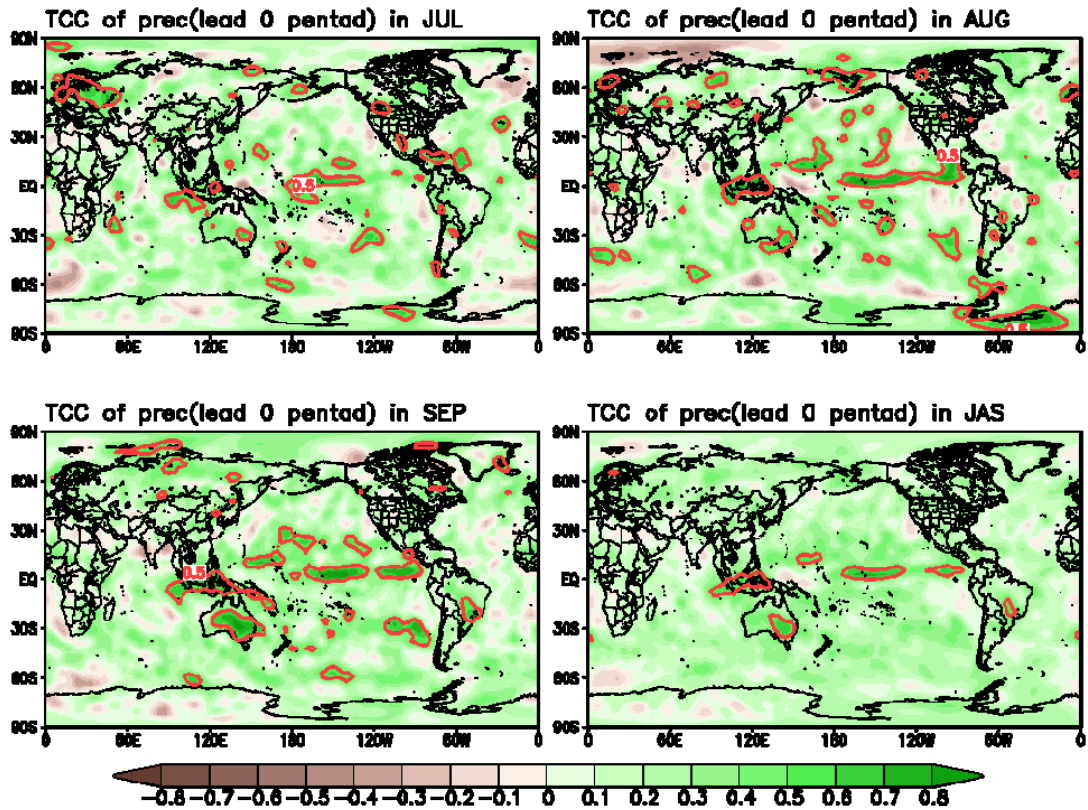 TCC of prec(lead 0 pentad) in JUL
90N
60N
30N
EQ
30S
60S
90S
0
60E
120E
180
120W
60W
0
0.5
TCC of prec(lead 0 pentad) in AUG
90N
60N
30N
EQ
30S
60S
90S
0
60E
120E
180
120W
60W
0
0.5
0.5
TCC of prec(lead 0 pentad) in SEP
90N
60N
30N
EQ
30S
60S
90S
0
60E
120E
180
120W
60W
0
0.5
TCC of prec(lead 0 pentad) in JAS
90N
60N
30N
EQ
30S
60S
90S
0
60E
120E
180
120W
60W
0
-0.8 -0.7 -0.6 -0.5 -0.4 -0.3 -0.2 -0.1 0 0.1 0.2 0.3 0.4 0.5 0.6 0.7 0.8